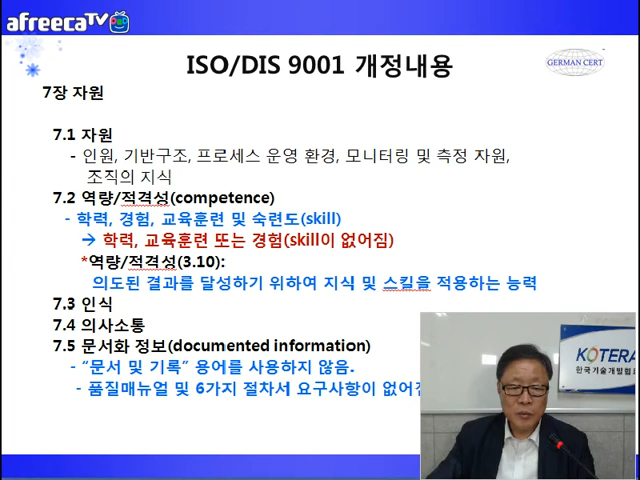 afreecaTV
ISO/DIS 9001 개정내용
GERMAN CERT
7장 자원
7.1 자원
- 인원, 기반구조, 프로세스 운영 환경, 모니터링 및 측정 자원,
조직의 지식
7.2 역량/적격성(competence)
- 학력, 경험, 교육훈련 및 숙련도(skill)
→ 학력, 교육훈련 또는 경험(skill이 없어짐)
*역량/적격성(3.10):
의도된 결과를 달성하기 위하여 지식 및 스킬을 적용하는 능력
7.3 인식
7.4 의사소통
7.5 문서화 정보(documented information)
- “문서 및 기록” 용어를 사용하지 않음.
- 품질매뉴얼 및 6가지 절차서 요구사항이
KOTERA
한국기술개발협